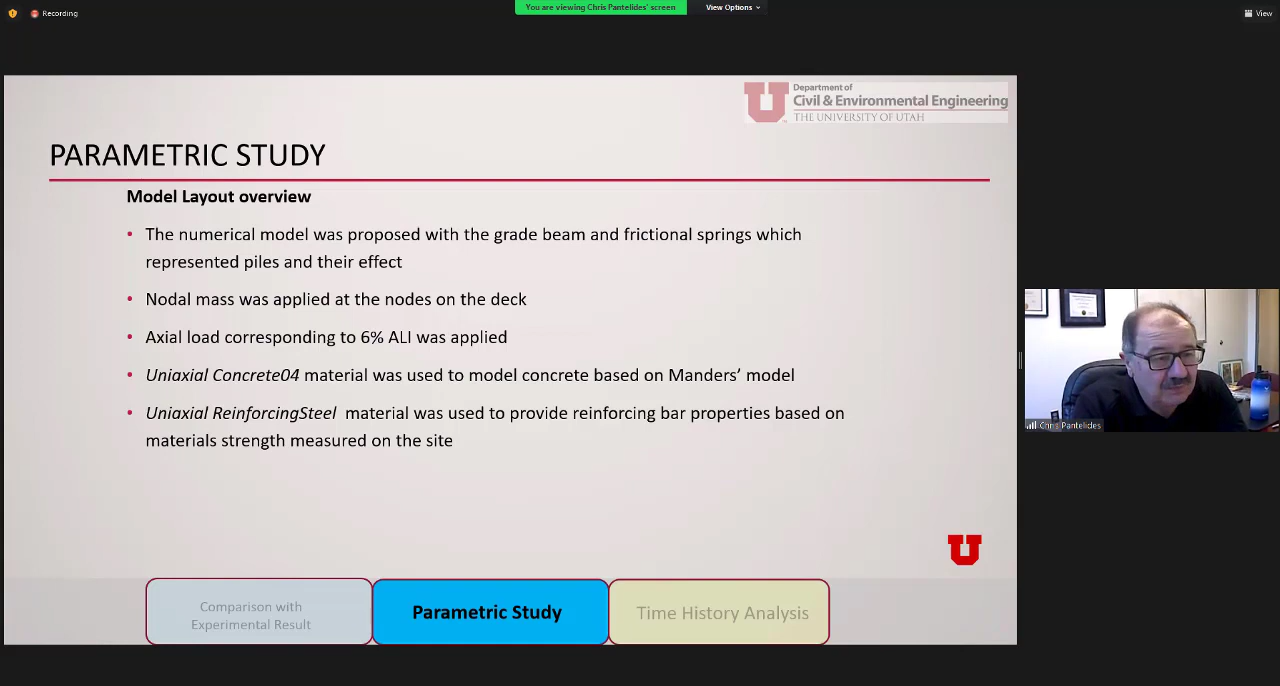 Recording
You are viewing Chris Pantelides' screen
View Options
View
Department of
Civil & Environmental Engineering
THE UNIVERSITY OF UTAH
PARAMETRIC STUDY
Model Layout overview
• The numerical model was proposed with the grade beam and frictional springs which
represented piles and their effect
• Nodal mass was applied at the nodes on the deck
• Axial load corresponding to 6% ALI was applied
• Uniaxial Concrete04 material was used to model concrete based on Manders' model
• Uniaxial ReinforcingSteel material was used to provide reinforcing bar properties based on
materials strength measured on the site
Chris Pantelides
Comparison with
Experimental Result
Parametric Study
Time History Analysis